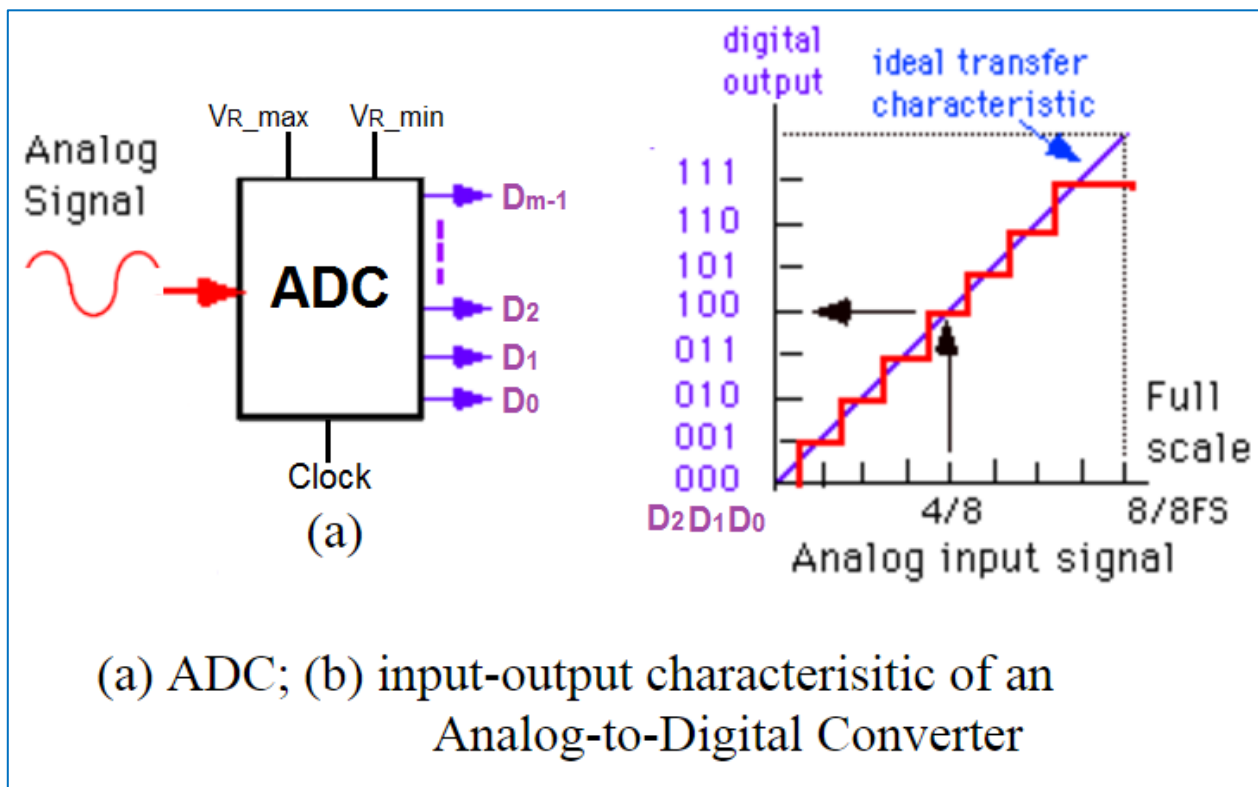 VR_max
VR_min
Analog
Signal
ADC
Dm-1
D2
D1
D0
Clock
(a)
digital
output
ideal transfer
characteristic
111
110
101
100
011
010
001
000
D2D1D0
Full
scale
4/8
8/8FS
Analog input signal
(a) ADC; (b) input-output characterisitic of an
Analog-to-Digital Converter